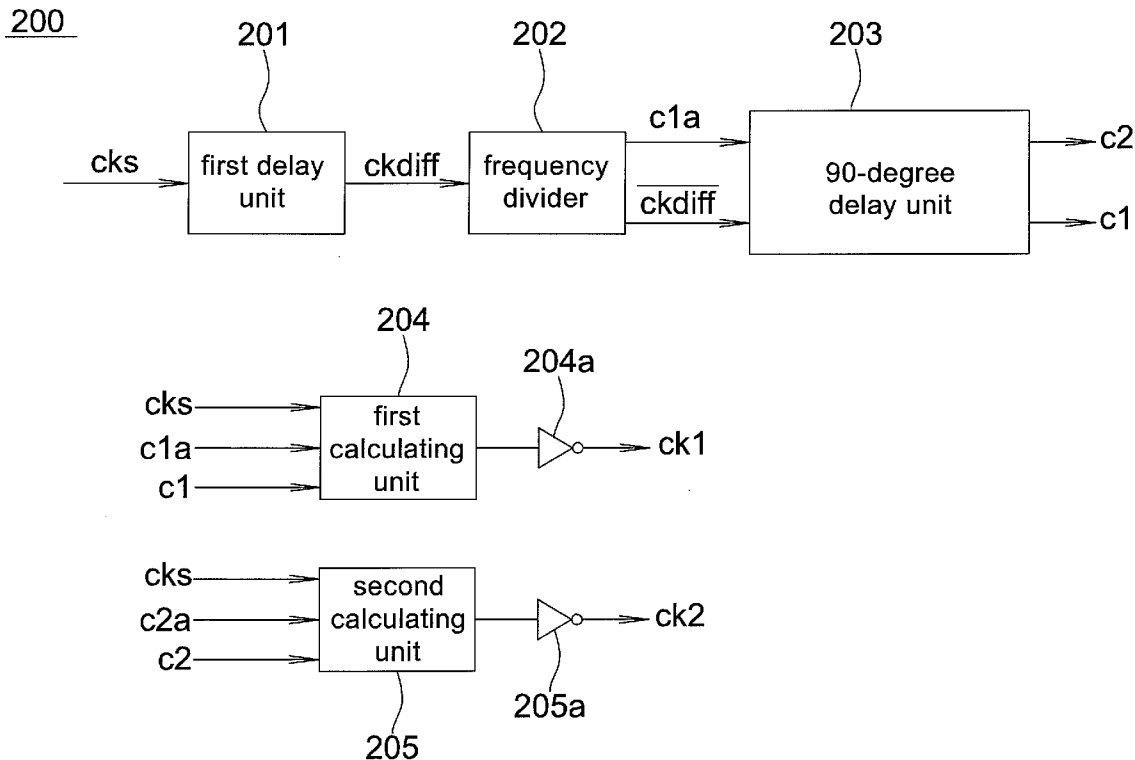 200
201
202
203
cks
first delay
unit
ckdiff
frequency
divider
c1a
ckdiff
90-degree
delay unit
c2
c1
204
204a
cks
c1a
c1
first
calculating
unit
ck1
cks
c2a
c2
second
calculating
unit
ck2
205a
205